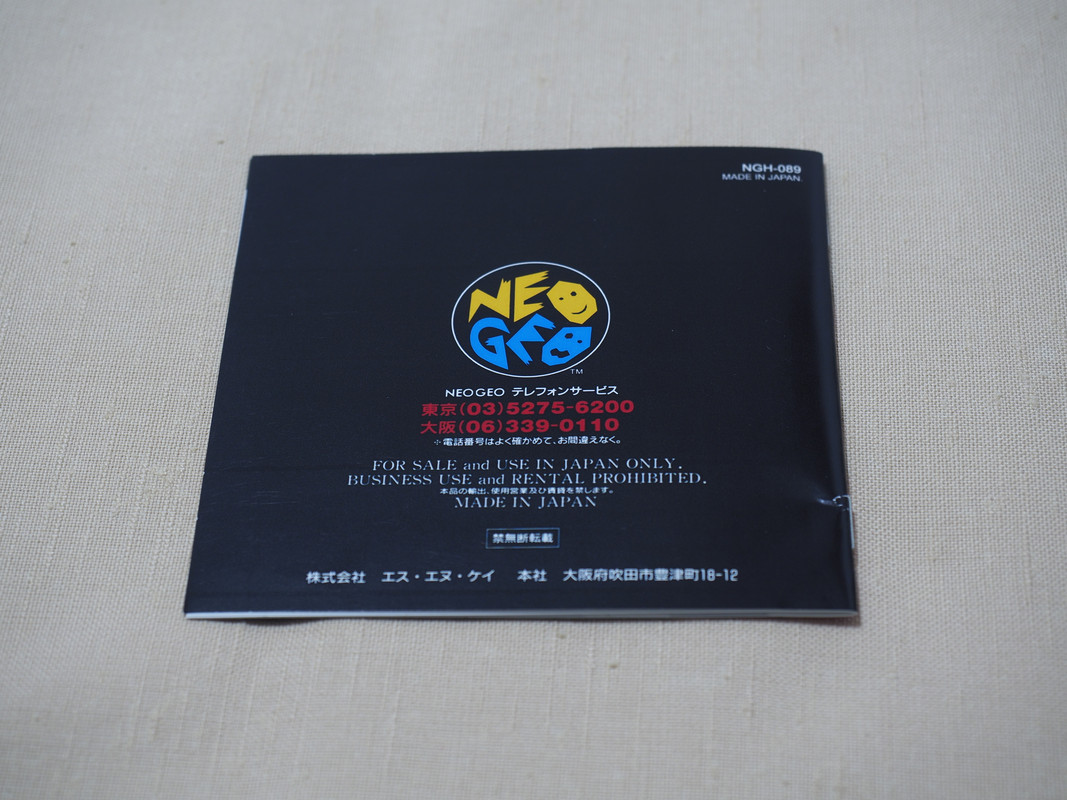 NGH-089
MADE IN JAPAN.
NEO
GEO
TM
NEOGEO テレフォンサービス
東京(03)5275-6200
大阪(06)339-0110
※電話番号はよく確かめて、お間違えなく。
FOR SALE and USE IN JAPAN ONLY.
BUSINESS USE and RENTAL PROHIBITED.
本品の輸出、使用営業及び賃貸を禁します。
MADE IN JAPAN
禁無断転載
株式会社 エス・エヌ・ケイ 本社 大阪府吹田市豊津町18-12